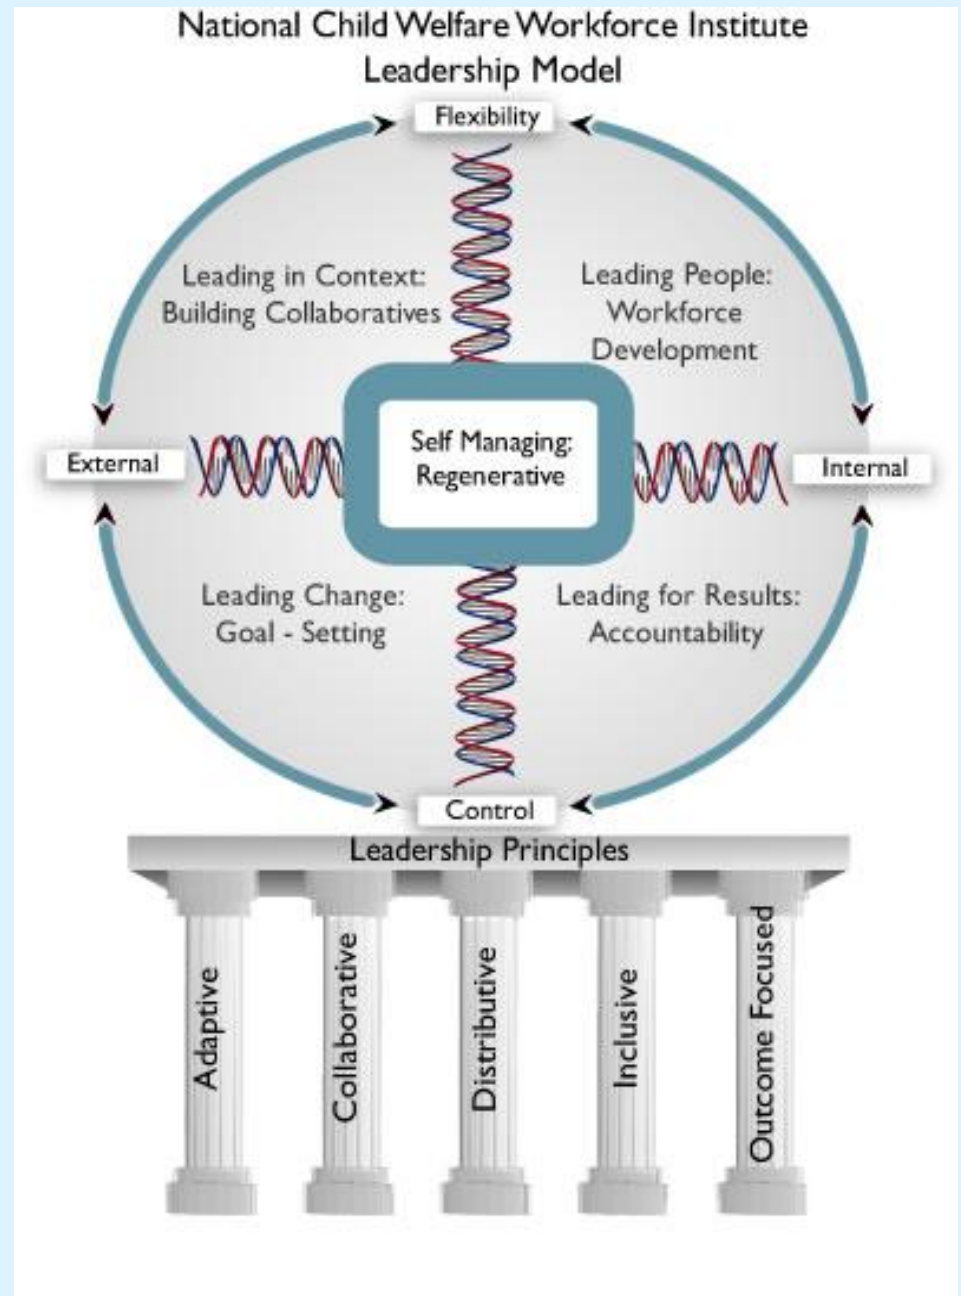 National Child Welfare Workforce Institute
Leadership Model
Flexibility
Leading in Context:
Building Collaboratives
Leading People:
Workforce
Development
External
Self Managing;
Regenerative
Internal
Leading Change:
Goal - Setting
Leading for Results:
Accountability
Control
Leadership Principles
Adaptive
Collaborative
Distributive
Inclusive
Outcome Focused